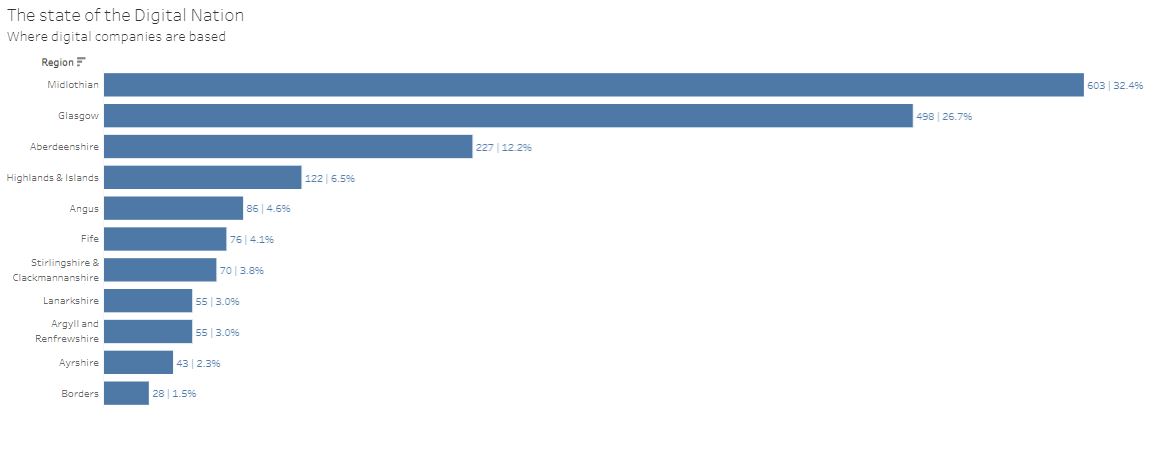 The state of the Digital Nation
Where digital companies are based
Region
Midlothian 603 | 32.4%
Glasgow 498 | 26.7%
Aberdeenshire 227 | 12.2%
Highlands & Islands 122 | 6.5%
Angus 86 | 4.6%
Fife 76 | 4.1%
Stirlingshire &
Clackmannanshire 70 | 3.8%
Lanarkshire 55 | 3.0%
Argyll and
Renfrewshire 55 | 3.0%
Ayrshire 43 | 2.3%
Borders 28 | 1.5%